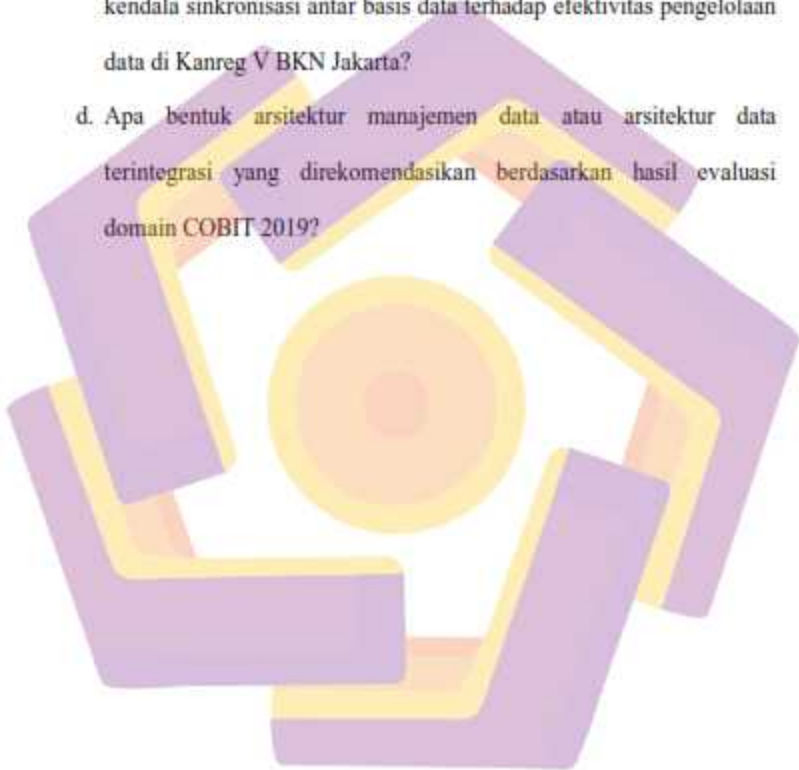 kendala sinkronisasi antar basis data terhadap efektivitas pengelolaan
data di Kanreg V BKN Jakarta?
d. Apa bentuk arsitektur manajemen data atau arsitektur data
terintegrasi yang direkomendasikan berdasarkan hasil evaluasi
domain COBIT 2019?